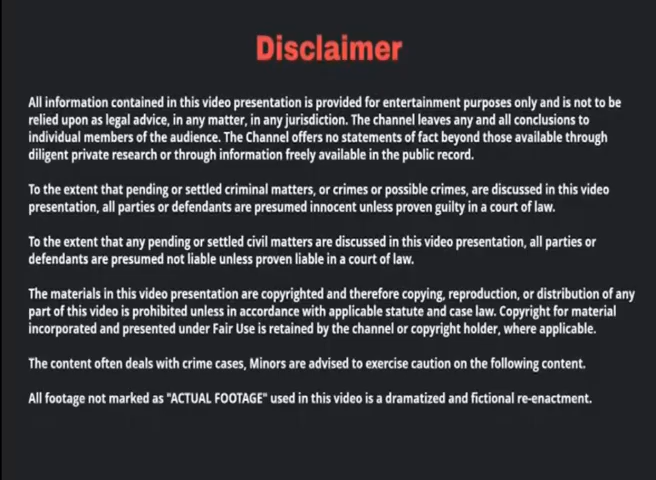 Disclaimer
All information contained in this video presentation is provided for entertainment purposes only and is not to be
relied upon as legal advice, in any matter, in any jurisdiction. The channel leaves any and all conclusions to
individual members of the audience. The Channel offers no statements of fact beyond those available through
diligent private research or through information freely available in the public record.
To the extent that pending or settled criminal matters, or crimes or possible crimes, are discussed in this video
presentation, all parties or defendants are presumed innocent unless proven guilty in a court of law.
To the extent that any pending or settled civil matters are discussed in this video presentation, all parties or
defendants are presumed not liable unless proven liable in a court of law.
The materials in this video presentation are copyrighted and therefore copying, reproduction, or distribution of any
part of this video is prohibited unless in accordance with applicable statute and case law. Copyright for material
incorporated and presented under Fair Use is retained by the channel or copyright holder, where applicable.
The content often deals with crime cases, Minors are advised to exercise caution on the following content.
All footage not marked as "ACTUAL FOOTAGE" used in this video is a dramatized and fictional re-enactment.